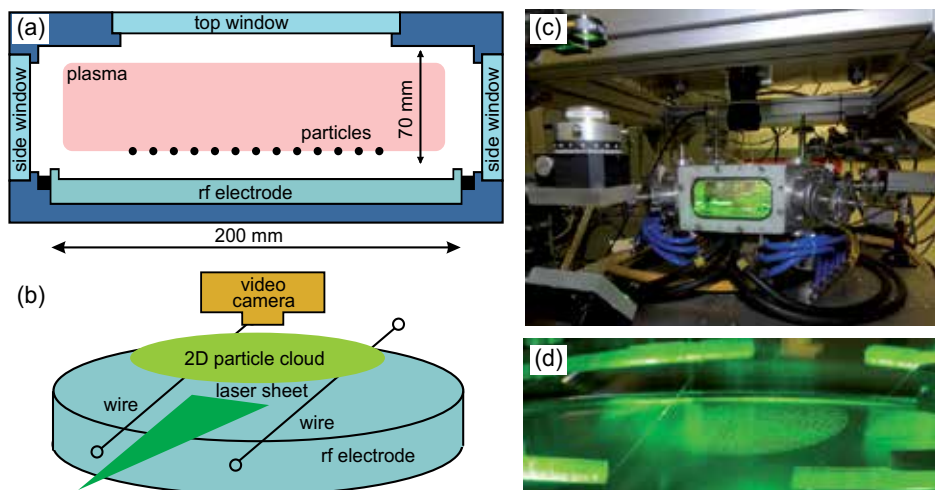 (a)
top window
plasma
side window
70 mm
side window
particles
rf electrode
200 mm
(b)
video
camera
2D particle cloud
laser sheet
wire
wire
rf electrode
(c)
(d)